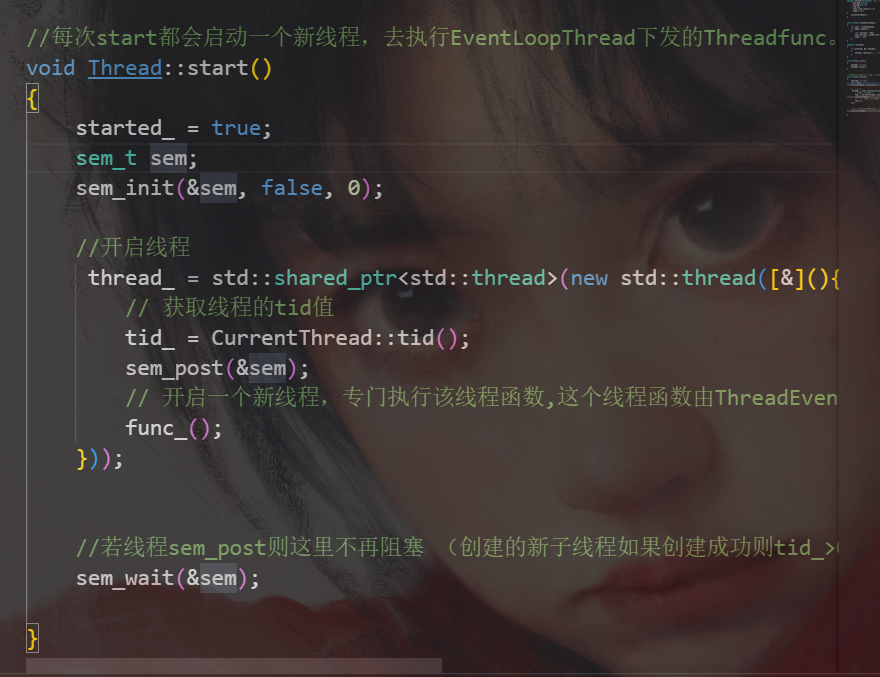 //每次start都会启动一个新线程，去执行EventLoopThread下发的Threadfunc。
void Thread::start()
{
started_ = true;
sem_t sem;
sem_init(&sem, false, 0);
//开启线程
thread_ = std::shared_ptr<std::thread>(new std::thread([&](){
// 获取线程的tid值
tid_ = CurrentThread::tid();
sem_post(&sem);
// 开启一个新线程，专门执行该线程函数,这个线程函数由ThreadEven
func_();
}));
//若线程sem_post则这里不再阻塞 （创建的新子线程如果创建成功则tid_>
sem_wait(&sem);
}